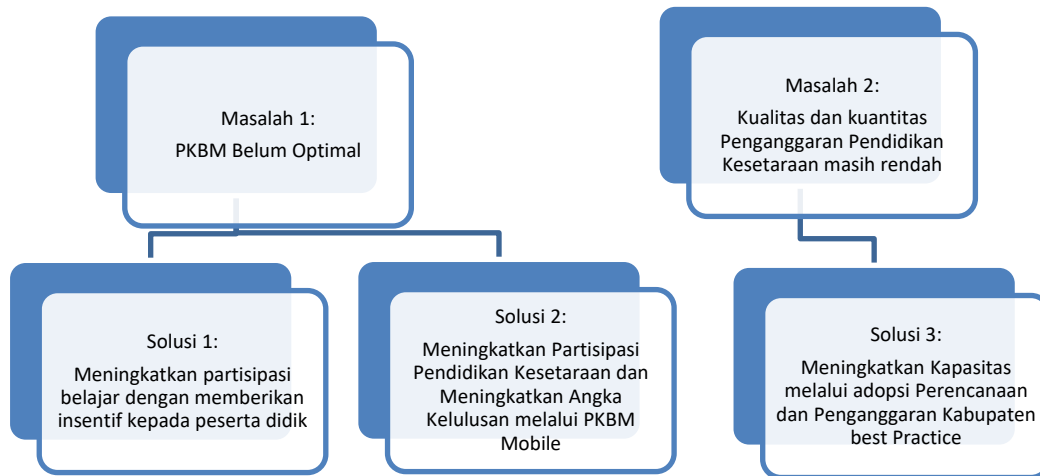 Masalah 1:
PKBM Belum Optimal
Masalah 2:
Kualitas dan kuantitas
Penganggaran Pendidikan
Kesetaraan masih rendah
Solusi 1:
Meningkatkan partisipasi
belajar dengan memberikan
insentif kepada peserta didik
Solusi 2:
Meningkatkan Partisipasi
Pendidikan Kesetaraan dan
Meningkatkan Angka
Kelulusan melalui PKBM
Mobile
Solusi 3:
Meningkatkan Kapasitas
melalui adopsi Perencanaan
dan Penganggaran Kabupaten
best Practice